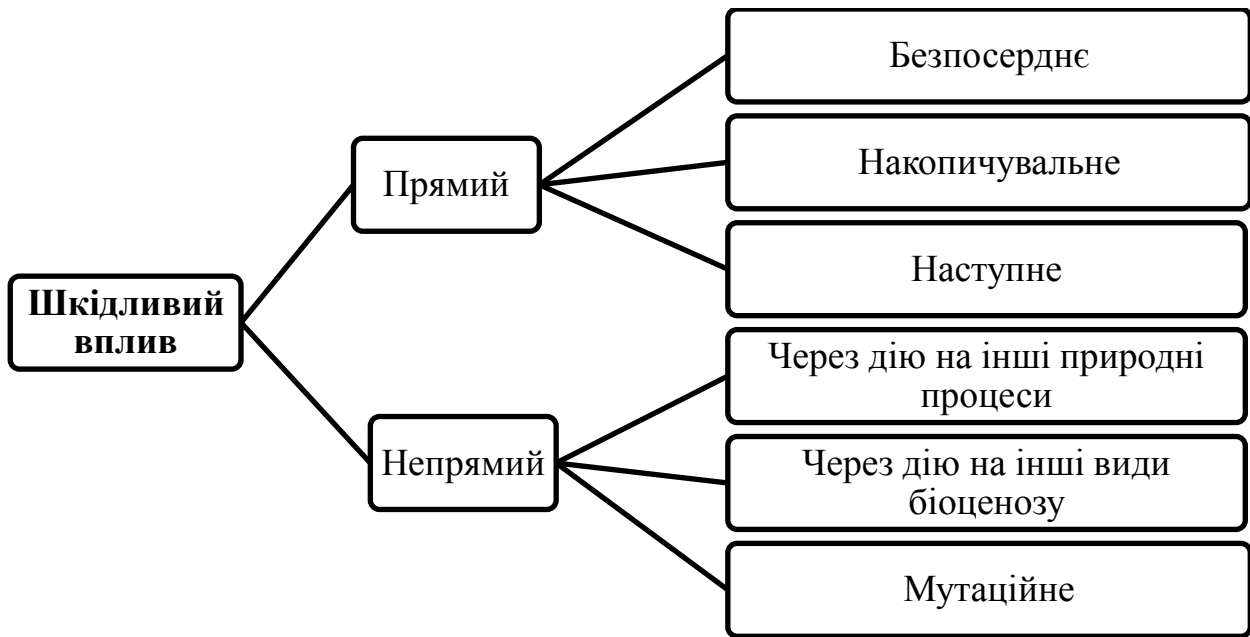 Шкідливий
вплив
Прямий
Безпосерднє
Накопичувальне
Наступне
Непрямий
Через дію на інші природні
процеси
Через дію на інші види
біоценозу
Мутаційне